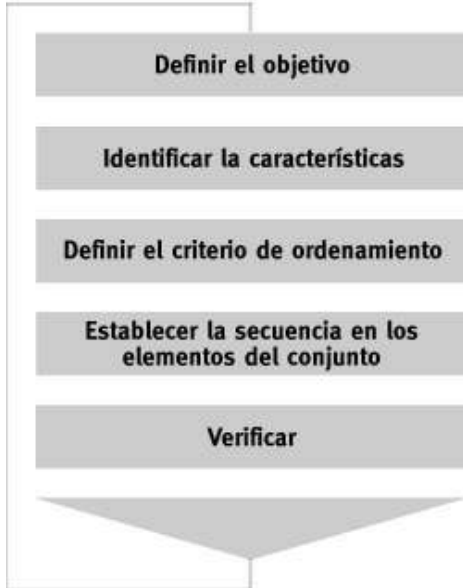 Definir el objetivo
Identificar la características
Definir el criterio de ordenamiento
Establecer la secuencia en los
elementos del conjunto
Verificar